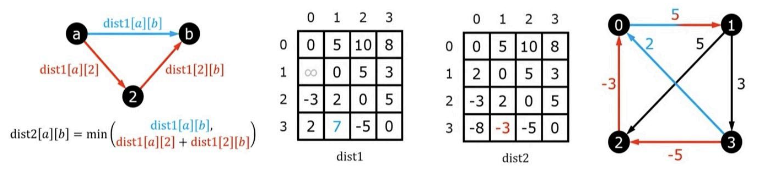 dist1[a][b]
a
b
dist1[a][2]
dist1[2][b]
2
dist2[a][b] = min(dist1[a][b],
dist1[a][2] + dist1[2][b])
0 1 2 3
0 0 5 10 8
1 ∞ 0 5 3
2 -3 2 0 5
3 2 7 -5 0
dist1
0 1 2 3
0 0 5 10 8
1 2 0 5 3
2 -3 2 0 5
3 -8 -3 -5 0
dist2
0 5 1
2 5
-3 3
2 -5 3